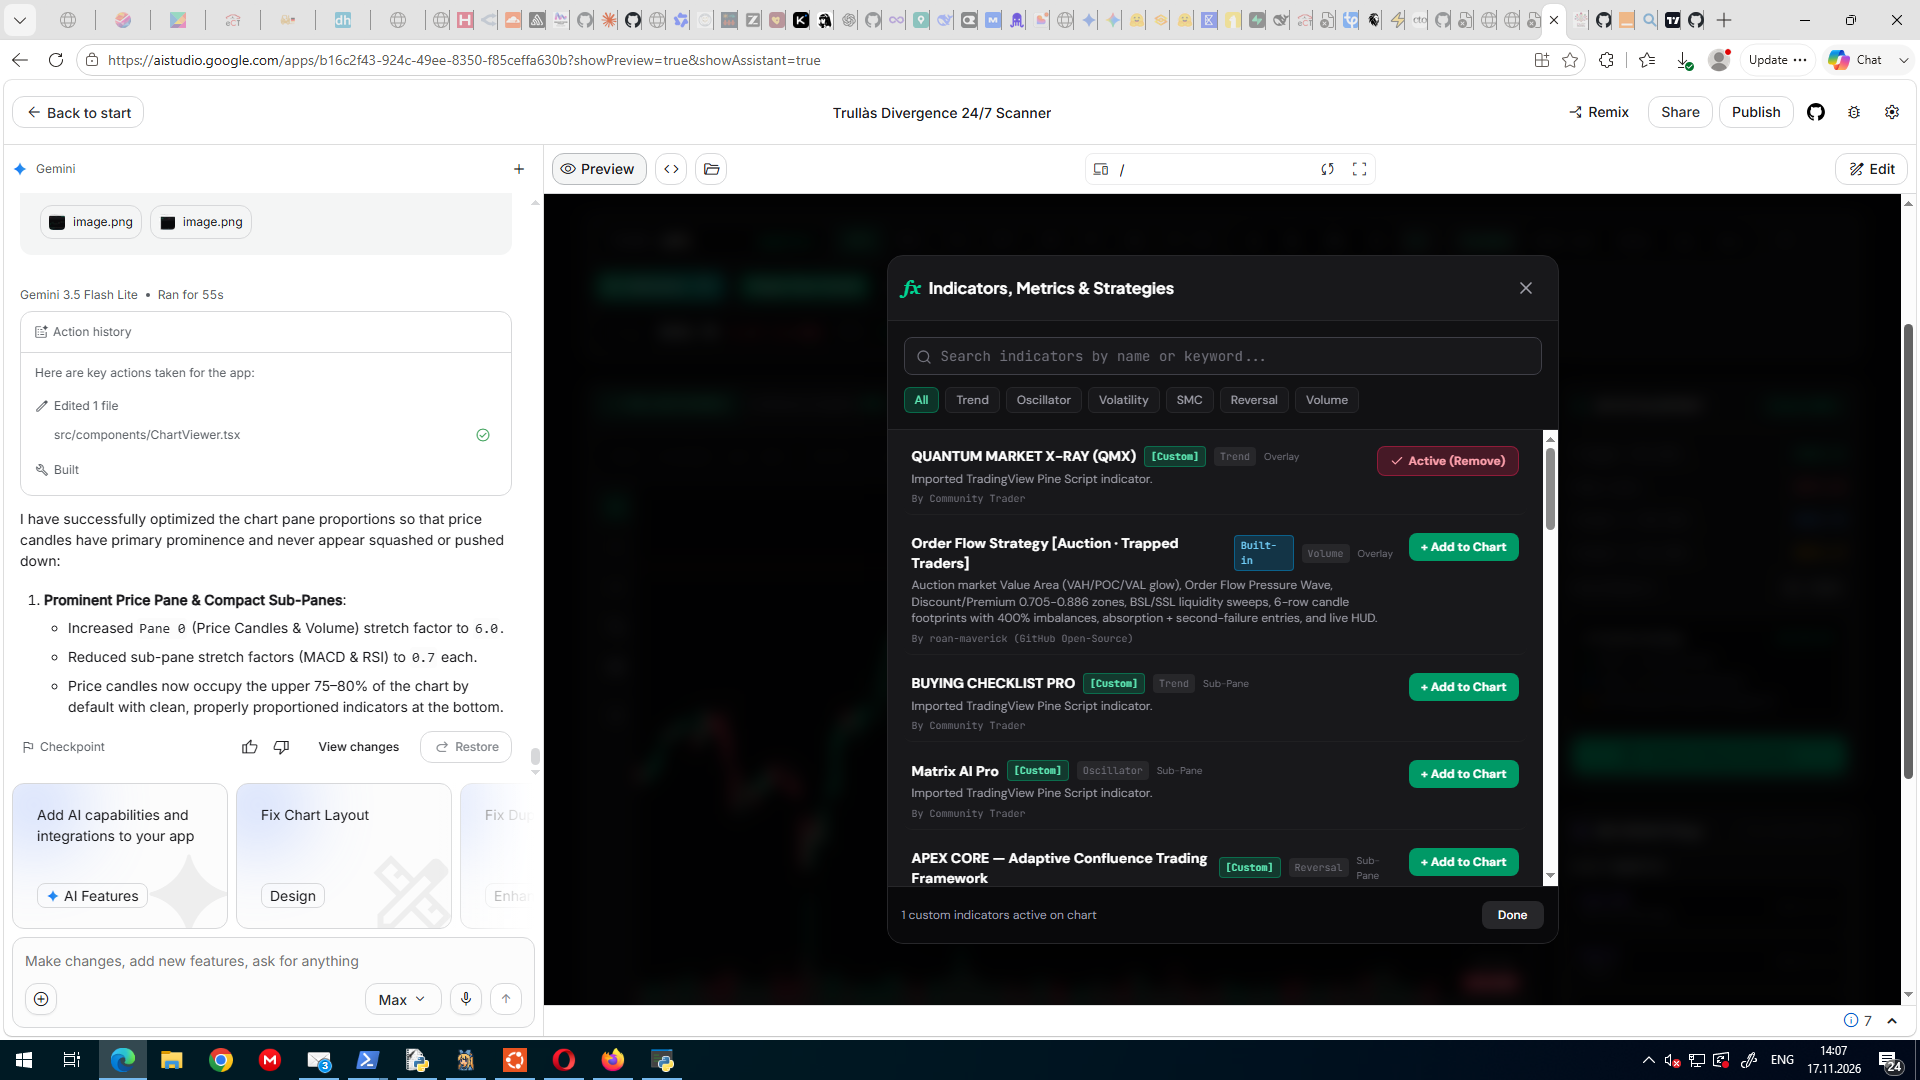 https://aistudio.google.com/apps/b16c2f43-924c-49ee-8350-f85ceffa630b?showPreview=true&showAssistant=true
Update
Chat
Back to start
Trullàs Divergence 24/7 Scanner
Remix
Share
Publish
Gemini
Preview
/
Edit
image.png
image.png
Gemini 3.5 Flash Lite • Ran for 55s
Action history
Here are key actions taken for the app:
Edited 1 file
src/components/ChartViewer.tsx
Built
I have successfully optimized the chart pane proportions so that price
candles have primary prominence and never appear squashed or pushed
down:
1. Prominent Price Pane & Compact Sub-Panes:
Increased Pane 0 (Price Candles & Volume) stretch factor to 6.0.
Reduced sub-pane stretch factors (MACD & RSI) to 0.7 each.
Price candles now occupy the upper 75–80% of the chart by
default with clean, properly proportioned indicators at the bottom.
Checkpoint
View changes
Restore
Add AI capabilities and
integrations to your app
AI Features
Fix Chart Layout
Design
Make changes, add new features, ask for anything
Max
fx Indicators, Metrics & Strategies
Search indicators by name or keyword...
All
Trend
Oscillator
Volatility
SMC
Reversal
Volume
QUANTUM MARKET X-RAY (QMX) [Custom] Trend Overlay
Active (Remove)
Imported TradingView Pine Script indicator.
By Community Trader
Order Flow Strategy [Auction · Trapped
Traders]
Built-
in
Volume
Overlay
+ Add to Chart
Auction market Value Area (VAH/POC/VAL glow), Order Flow Pressure Wave,
Discount/Premium 0.705-0.886 zones, BSL/SSL liquidity sweeps, 6-row candle
footprints with 400% imbalances, absorption + second-failure entries, and live HUD.
By roan-maverick (GitHub Open-Source)
BUYING CHECKLIST PRO [Custom] Trend Sub-Pane
+ Add to Chart
Imported TradingView Pine Script indicator.
By Community Trader
Matrix AI Pro [Custom] Oscillator Sub-Pane
+ Add to Chart
Imported TradingView Pine Script indicator.
By Community Trader
APEX CORE — Adaptive Confluence Trading
Framework
[Custom]
Reversal
Sub-
Pane
+ Add to Chart
1 custom indicators active on chart
Done
7
3
ENG
14:07
17.11.2026
24